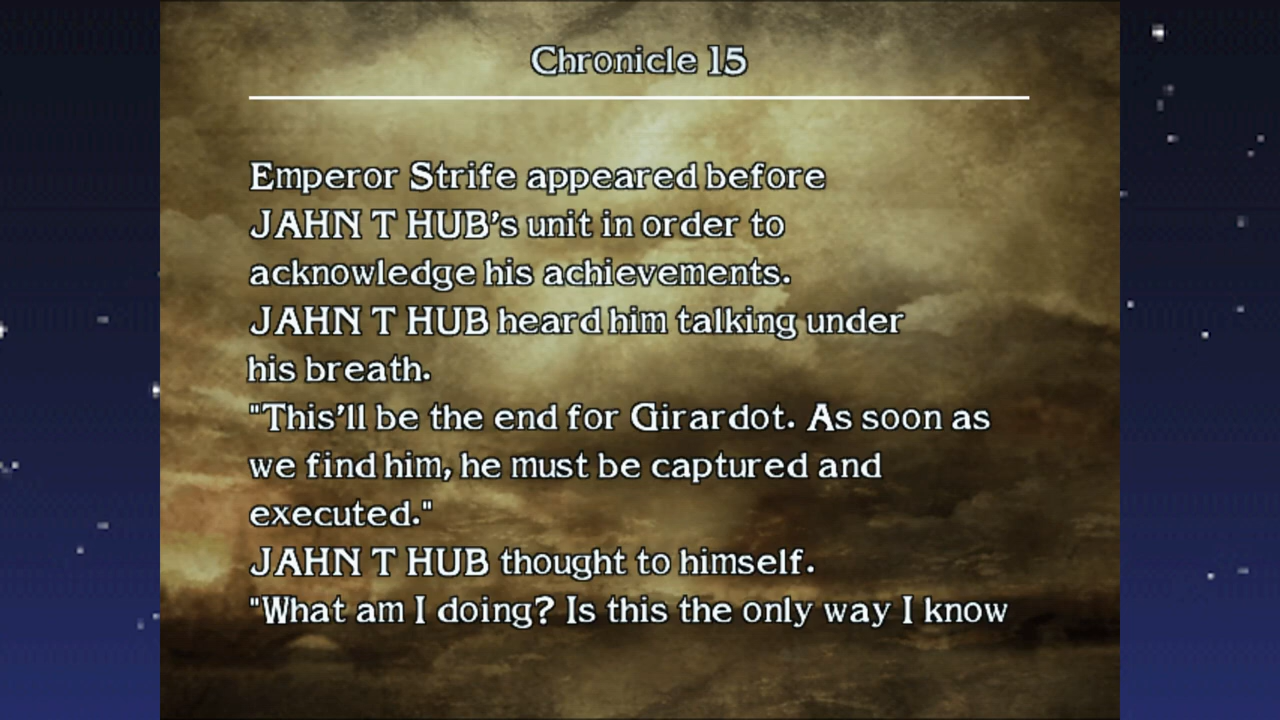 Chronicle 15
Emperor Strife appeared before
JAHN T HUB's unit in order to
acknowledge his achievements.
JAHN T HUB heard him talking under
his breath.
"This'll be the end for Girardot. As soon as
we find him, he must be captured and
executed."
JAHN T HUB thought to himself.
"What am I doing? Is this the only way I know